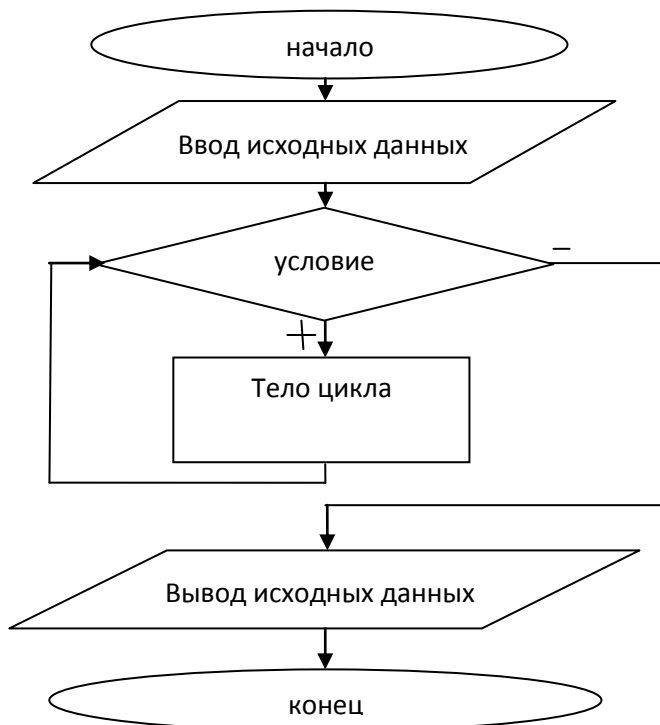 начало
Ввод исходных данных
условие
–
+
Тело цикла
Вывод исходных данных
конец